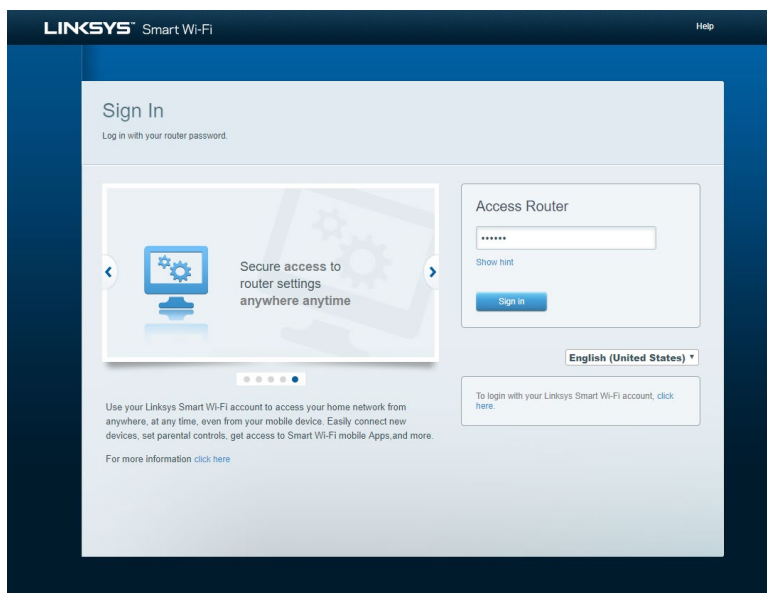 LINKSYS™ Smart Wi-Fi
Help
Sign In
Log in with your router password.
Secure access to
router settings
anywhere anytime
Access Router
••••••
Show hint
Sign in
English (United States)
Use your Linksys Smart Wi-Fi account to access your home network from
anywhere, at any time, even from your mobile device. Easily connect new
devices, set parental controls, get access to Smart Wi-Fi mobile Apps,and more.
For more information click here
To login with your Linksys Smart Wi-Fi account, click
here.